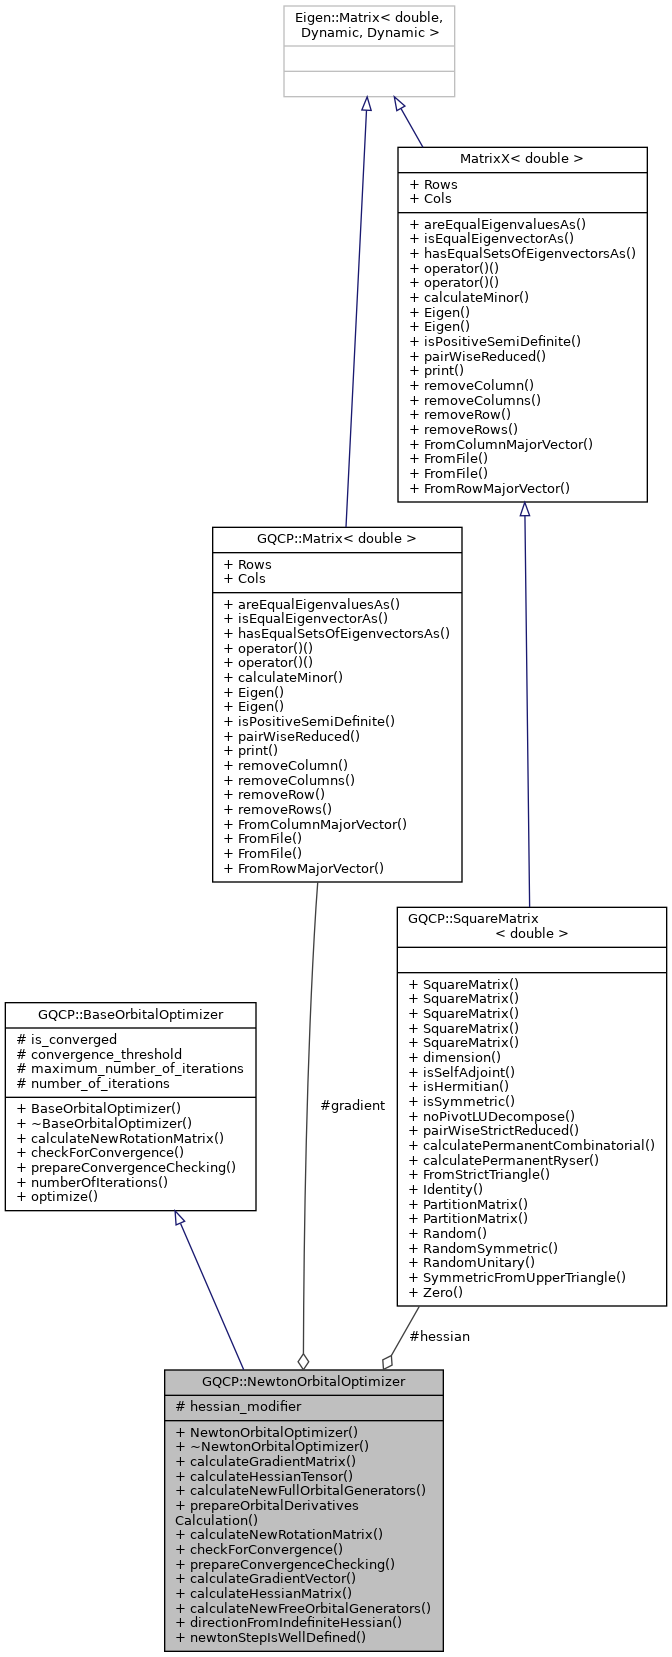 Eigen::Matrix< double,
Dynamic, Dynamic >
MatrixX< double >
+ Rows
+ Cols
+ areEqualEigenvaluesAs()
+ isEqualEigenvectorAs()
+ hasEqualSetsOfEigenvectorsAs()
+ operator()()
+ operator()()
+ calculateMinor()
+ Eigen()
+ Eigen()
+ isPositiveSemiDefinite()
+ pairWiseReduced()
+ print()
+ removeColumn()
+ removeColumns()
+ removeRow()
+ removeRows()
+ FromColumnMajorVector()
+ FromFile()
+ FromFile()
+ FromRowMajorVector()
GQCP::Matrix< double >
+ Rows
+ Cols
+ areEqualEigenvaluesAs()
+ isEqualEigenvectorAs()
+ hasEqualSetsOfEigenvectorsAs()
+ operator()()
+ operator()()
+ calculateMinor()
+ Eigen()
+ Eigen()
+ isPositiveSemiDefinite()
+ pairWiseReduced()
+ print()
+ removeColumn()
+ removeColumns()
+ removeRow()
+ removeRows()
+ FromColumnMajorVector()
+ FromFile()
+ FromFile()
+ FromRowMajorVector()
GQCP::SquareMatrix
< double >
+ SquareMatrix()
+ SquareMatrix()
+ SquareMatrix()
+ SquareMatrix()
+ SquareMatrix()
+ dimension()
+ isSelfAdjoint()
+ isHermitian()
+ isSymmetric()
+ noPivotLUDecompose()
+ pairWiseStrictReduced()
+ calculatePermanentCombinatorial()
+ calculatePermanentRyser()
+ FromStrictTriangle()
+ Identity()
+ PartitionMatrix()
+ PartitionMatrix()
+ Random()
+ RandomSymmetric()
+ RandomUnitary()
+ SymmetricFromUpperTriangle()
+ Zero()
GQCP::BaseOrbitalOptimizer
# is_converged
# convergence_threshold
# maximum_number_of_iterations
# number_of_iterations
+ BaseOrbitalOptimizer()
+ ~BaseOrbitalOptimizer()
+ calculateNewRotationMatrix()
+ checkForConvergence()
+ prepareConvergenceChecking()
+ numberOfIterations()
+ optimize()
#gradient
#hessian
GQCP::NewtonOrbitalOptimizer
# hessian_modifier
+ NewtonOrbitalOptimizer()
+ ~NewtonOrbitalOptimizer()
+ calculateGradientMatrix()
+ calculateHessianTensor()
+ calculateNewFullOrbitalGenerators()
+ prepareOrbitalDerivatives
Calculation()
+ calculateNewRotationMatrix()
+ checkForConvergence()
+ prepareConvergenceChecking()
+ calculateGradientVector()
+ calculateHessianMatrix()
+ calculateNewFreeOrbitalGenerators()
+ directionFromIndefiniteHessian()
+ newtonStepIsWellDefined()